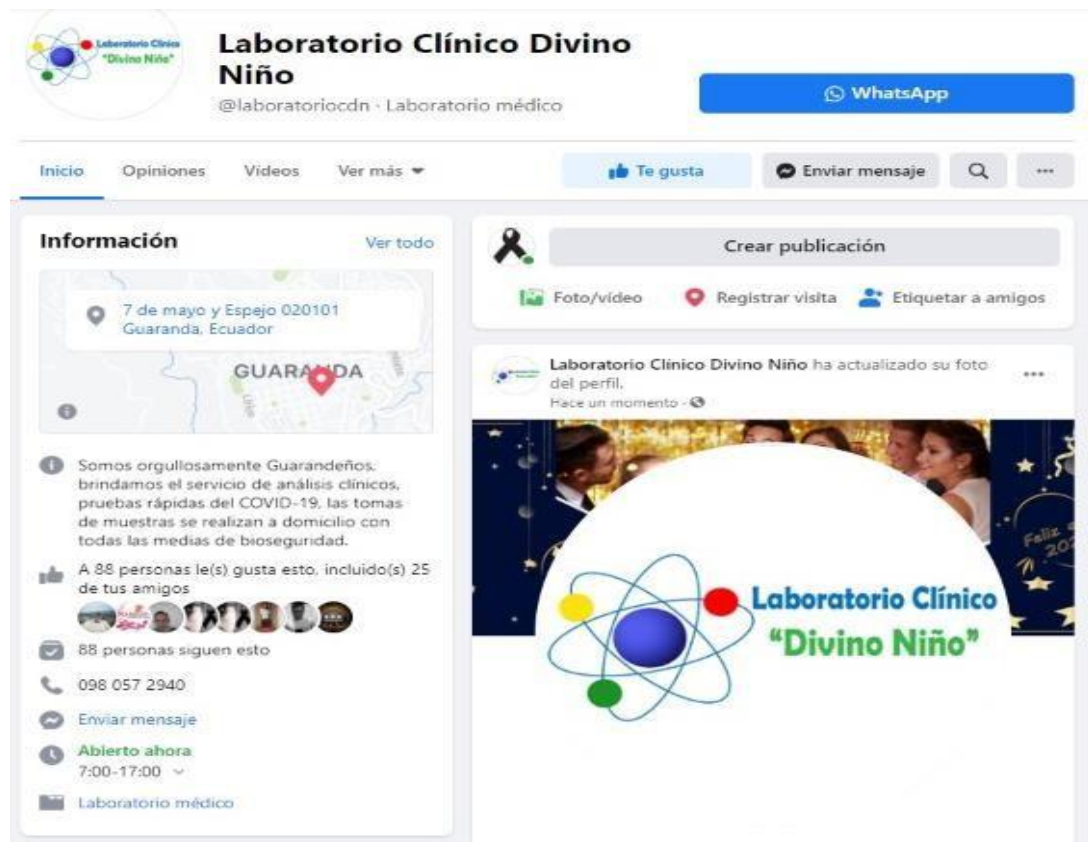 Laboratorio Clínico
"Divino Niño"
Laboratorio Clínico Divino
Niño
@laboratoriocdn · Laboratorio médico
WhatsApp
Inicio
Opiniones
Vídeos
Ver más
Te gusta
Enviar mensaje
Información
Ver todo
7 de mayo y Espejo 020101
Guaranda, Ecuador
GUARANDA
Somos orgullosamente Guarandeños,
brindamos el servicio de análisis clínicos,
pruebas rápidas del COVID-19, las tomas
de muestras se realizan a domicilio con
todas las medias de bioseguridad.
A 88 personas le(s) gusta esto, incluido(s) 25
de tus amigos
88 personas siguen esto
098 057 2940
Enviar mensaje
Abierto ahora
7:00-17:00
Laboratorio médico
Crear publicación
Foto/vídeo
Registrar visita
Etiquetar a amigos
Laboratorio Clínico Divino Niño ha actualizado su foto
del perfil.
Hace un momento ·
Feliz
Laboratorio Clínico
"Divino Niño"